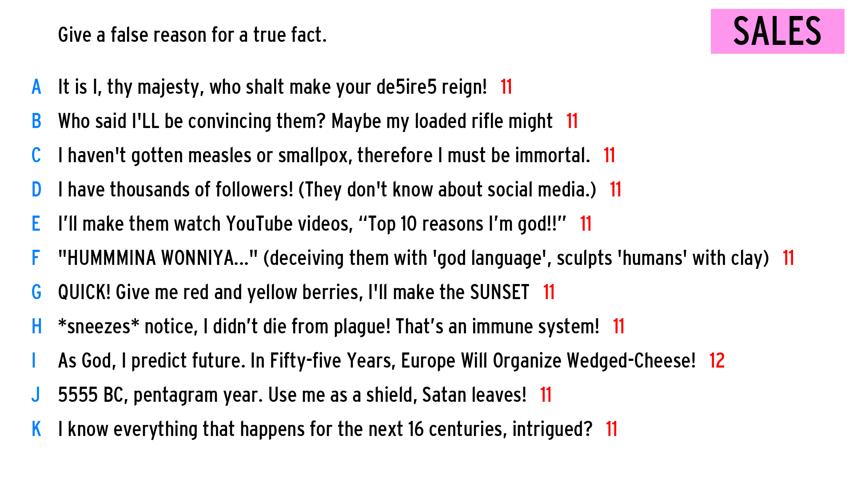 Give a false reason for a true fact.
SALES
A It is I, thy majesty, who shalt make your de5ire5 reign! 11
B Who said I'LL be convincing them? Maybe my loaded rifle might 11
C I haven't gotten measles or smallpox, therefore I must be immortal. 11
D I have thousands of followers! (They don't know about social media.) 11
E I’ll make them watch YouTube videos, “Top 10 reasons I’m god!!” 11
F "HUMMMINA WONNIYA..." (deceiving them with 'god language', sculpts 'humans' with clay) 11
G QUICK! Give me red and yellow berries, I'll make the SUNSET 11
H *sneezes* notice, I didn’t die from plague! That’s an immune system! 11
I As God, I predict future. In Fifty-five Years, Europe Will Organize Wedged-Cheese! 12
J 5555 BC, pentagram year. Use me as a shield, Satan leaves! 11
K I know everything that happens for the next 16 centuries, intrigued? 11